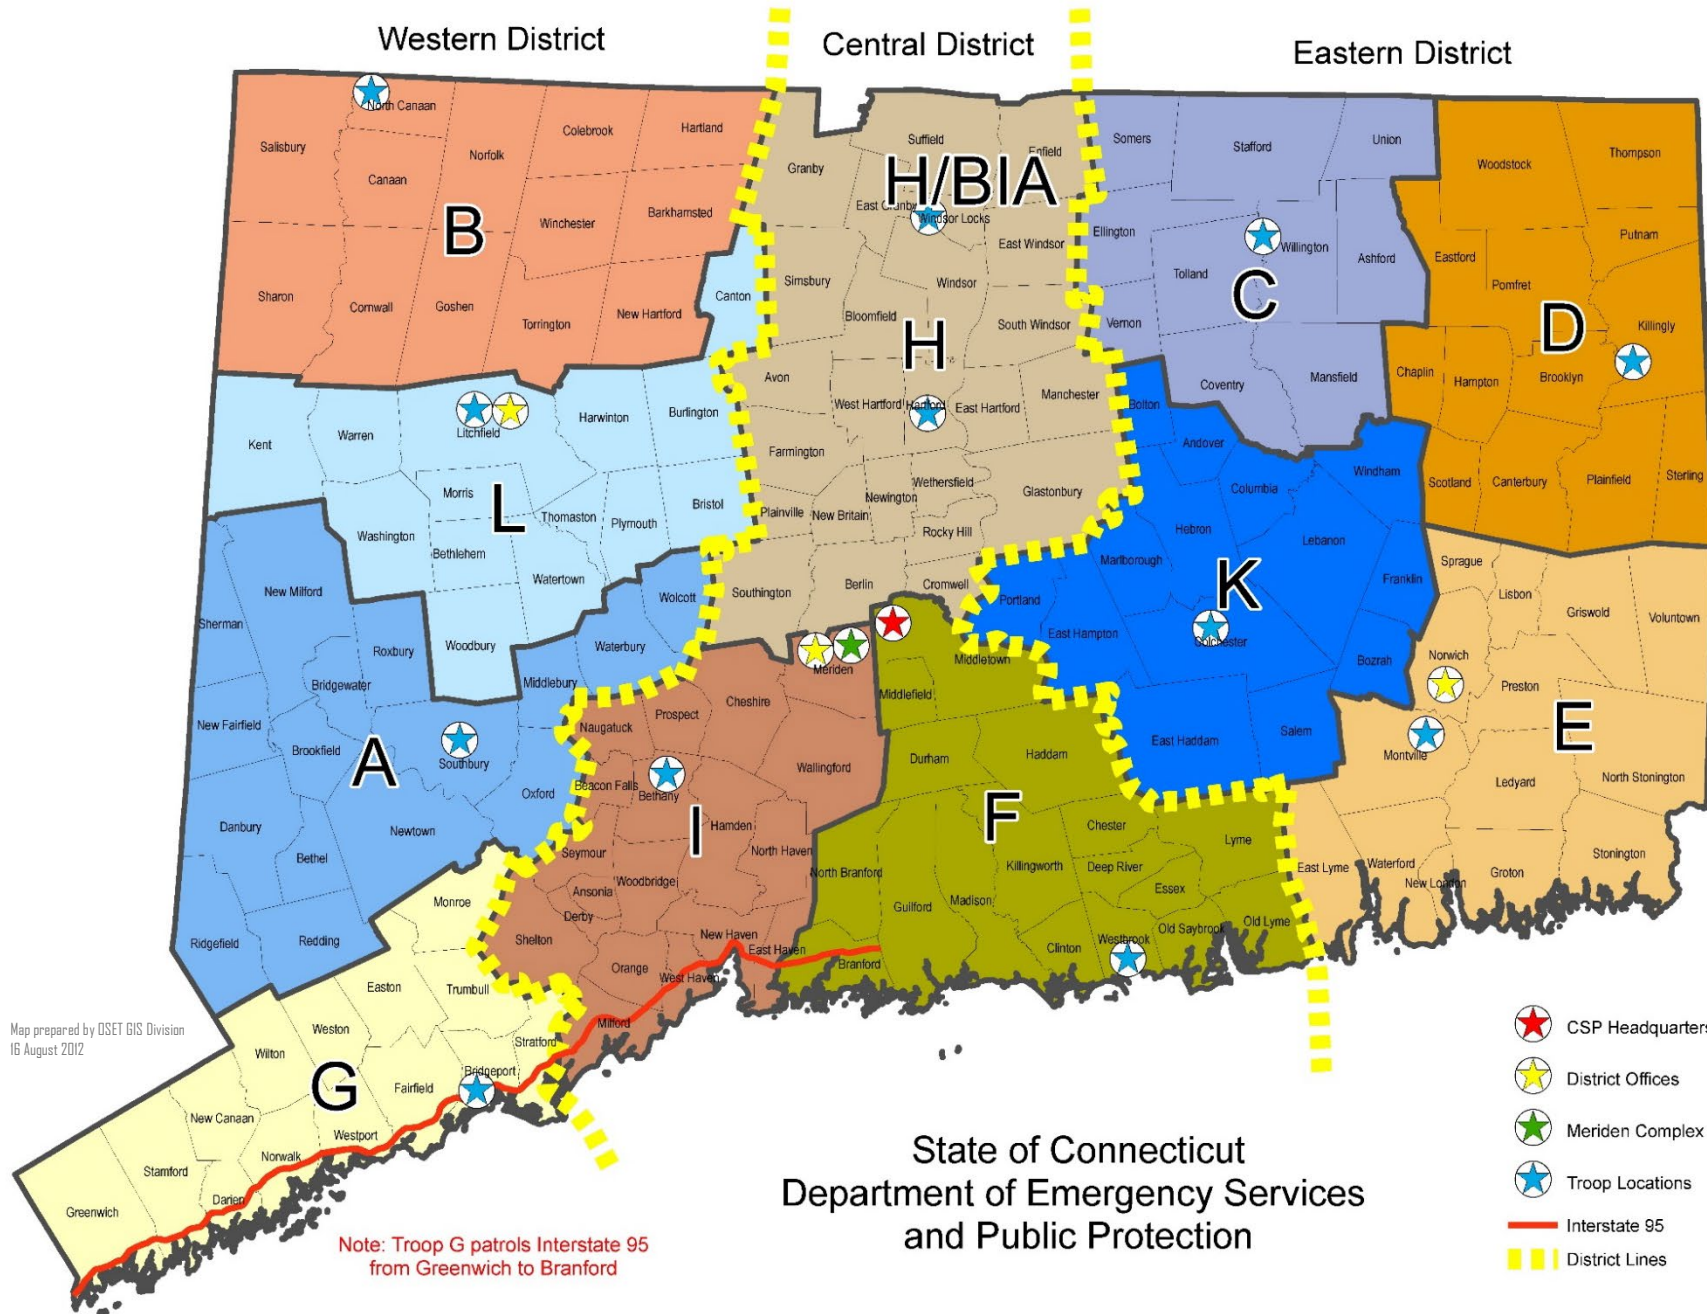 Western District
Central District
Eastern District
North Canaan
Salisbury
Canaan
Norfolk
Colebrook
Hartland
Winchester
Barkhamsted
B
Sharon
Cornwall
Goshen
Torrington
New Hartford
Granby
Suffield
Enfield
H/BIA
East Granby
Windsor Locks
East Windsor
Simsbury
Windsor
Bloomfield
South Windsor
H
Avon
West Hartford
Hartford
East Hartford
Manchester
Farmington
Wethersfield
Newington
Glastonbury
Plainville
New Britain
Rocky Hill
Southington
Berlin
Cromwell
Somers
Stafford
Union
Ellington
Tolland
Willington
Ashford
C
Vernon
Coventry
Mansfield
Woodstock
Thompson
Eastford
Putnam
Pomfret
D
Killingly
Chaplin
Hampton
Brooklyn
Scotland
Canterbury
Plainfield
Sterling
Canton
Kent
Warren
Litchfield
Harwinton
Burlington
Morris
L
Thomaston
Plymouth
Bristol
Washington
Bethlehem
Watertown
Woodbury
New Milford
Sherman
Roxbury
Bridgewater
Wolcott
Waterbury
Middlebury
New Fairfield
Brookfield
A
Southbury
Oxford
Danbury
Bethel
Newtown
Ridgefield
Redding
Bolton
Andover
Columbia
Windham
Hebron
Lebanon
Marlborough
K
Franklin
Portland
East Hampton
Colchester
Bozrah
East Haddam
Salem
Sprague
Lisbon
Griswold
Voluntown
Norwich
Preston
E
Montville
Ledyard
North Stonington
East Lyme
Waterford
New London
Groton
Stonington
Meriden
Cheshire
Prospect
Naugatuck
Beacon Falls
Bethany
Wallingford
I
Hamden
North Haven
Seymour
Woodbridge
Ansonia
Derby
Shelton
New Haven
East Haven
Orange
West Haven
Milford
Middletown
Middlefield
Durham
Haddam
F
Chester
Lyme
Killingworth
Deep River
North Branford
Essex
Guilford
Madison
Old Saybrook
Old Lyme
Clinton
Westbrook
Branford
Monroe
Easton
Trumbull
Weston
Stratford
Wilton
G
Bridgeport
Fairfield
New Canaan
Westport
Norwalk
Stamford
Darien
Greenwich
Map prepared by DSET GIS Division
16 August 2012
Note: Troop G patrols Interstate 95
from Greenwich to Branford
State of Connecticut
Department of Emergency Services
and Public Protection
CSP Headquarters
District Offices
Meriden Complex
Troop Locations
Interstate 95
District Lines